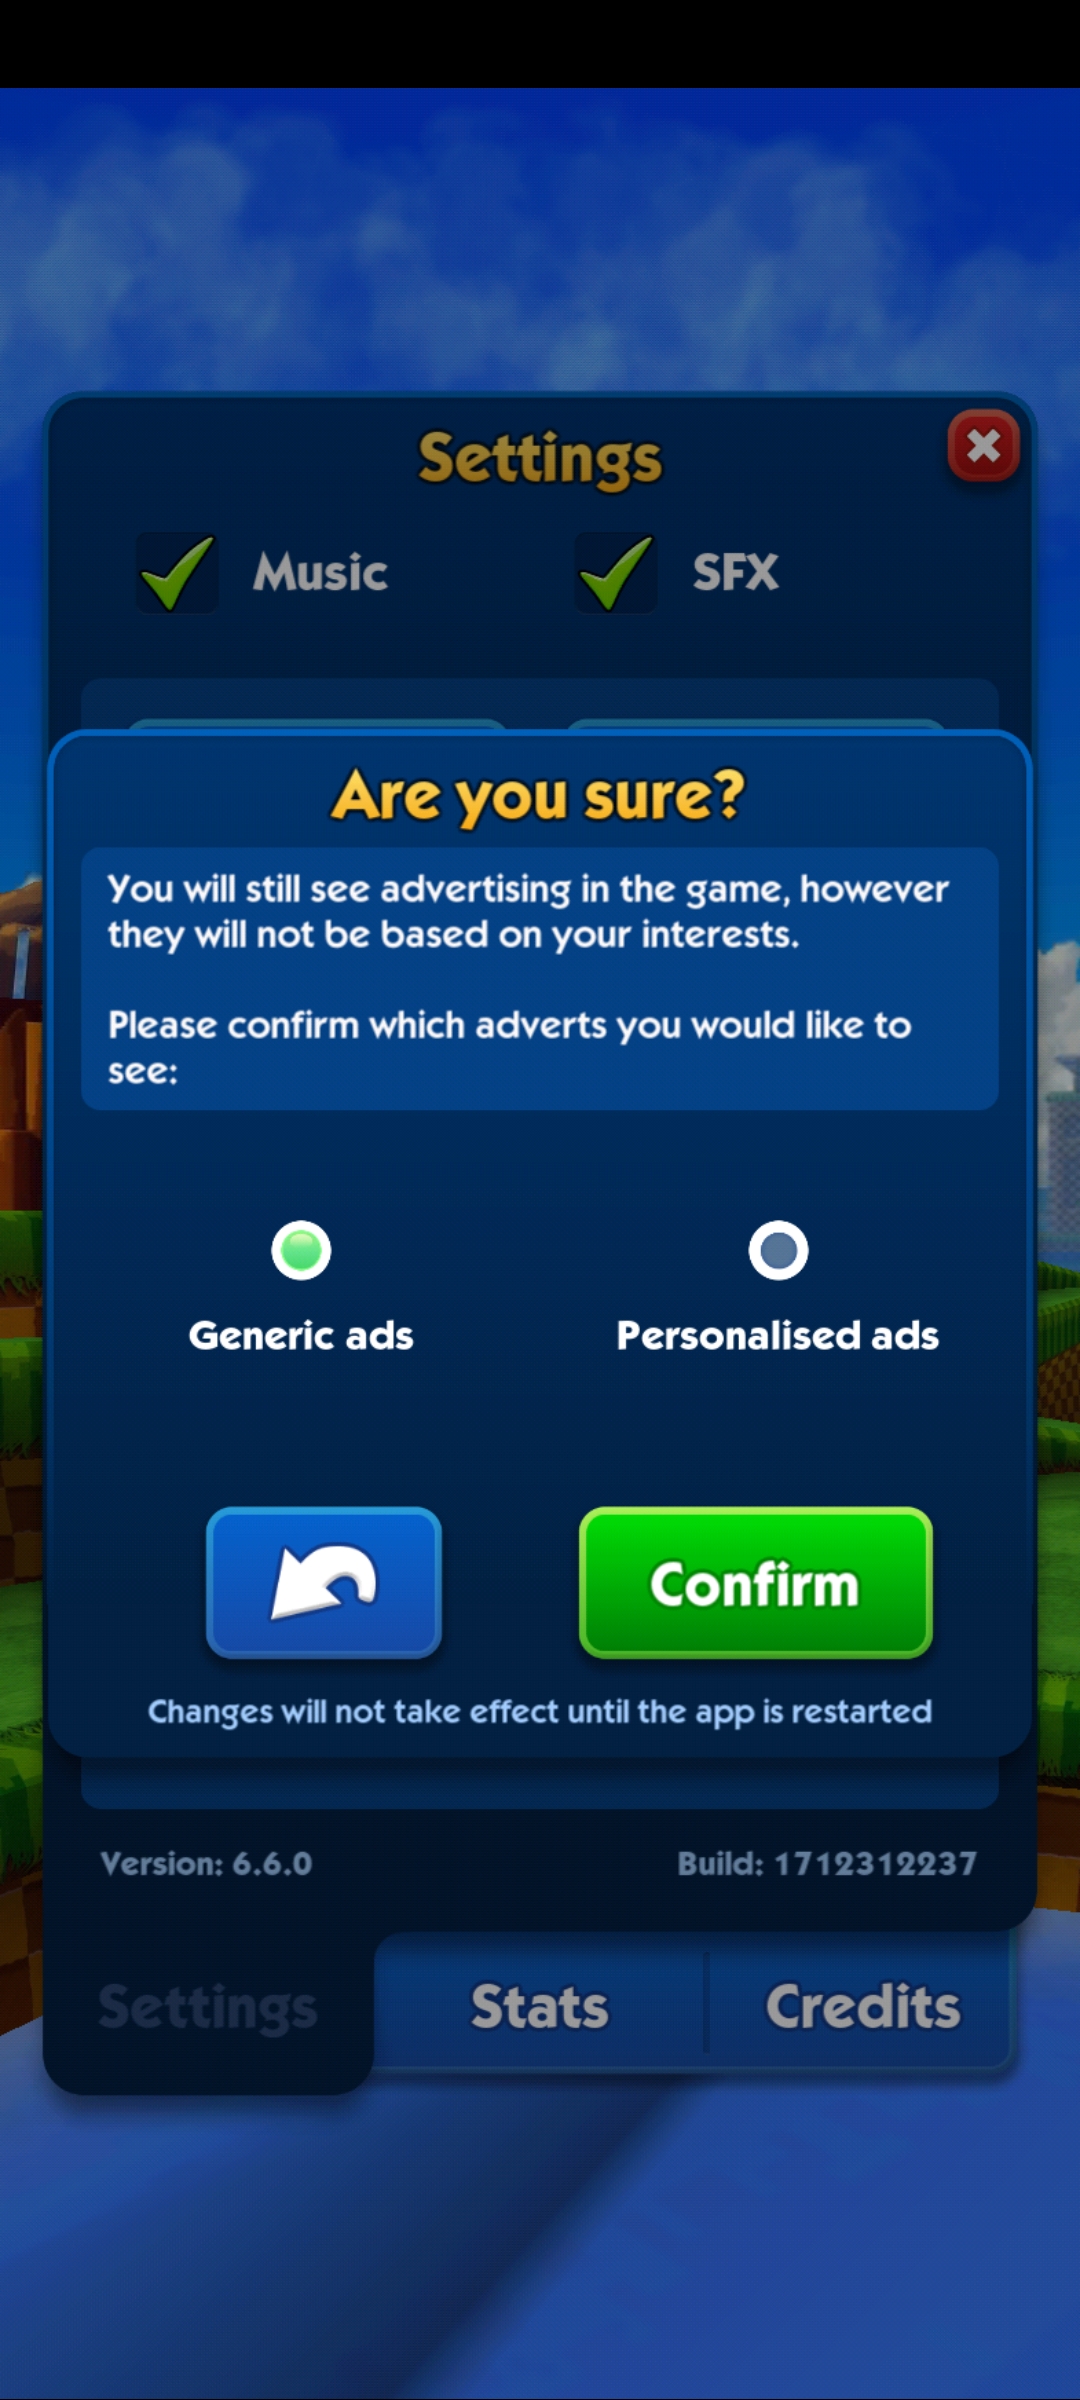 Settings
Music
SFX
Are you sure?
You will still see advertising in the game, however
they will not be based on your interests.
Please confirm which adverts you would like to
see:
Generic ads
Personalised ads
Confirm
Changes will not take effect until the app is restarted
Version: 6.6.0
Build: 1712312237
Settings
Stats
Credits